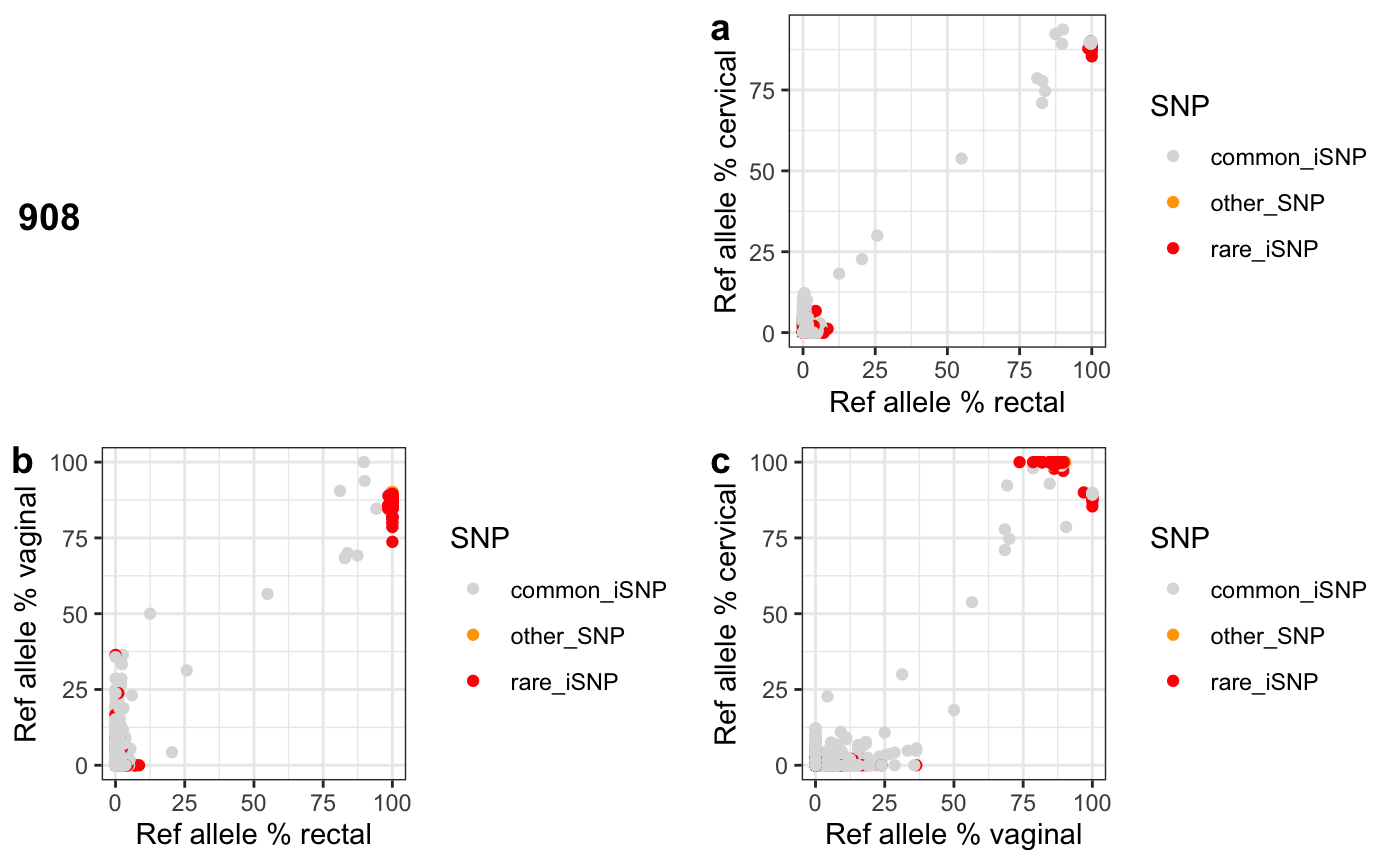 908
a
Ref allele % cervical
75
50
25
0
0 25 50 75 100
Ref allele % rectal
SNP
common_iSNP
other_SNP
rare_iSNP
b
Ref allele % vaginal
100
75
50
25
0
0 25 50 75 100
Ref allele % rectal
SNP
common_iSNP
other_SNP
rare_iSNP
c
Ref allele % cervical
100
75
50
25
0
0 25 50 75 100
Ref allele % vaginal
SNP
common_iSNP
other_SNP
rare_iSNP